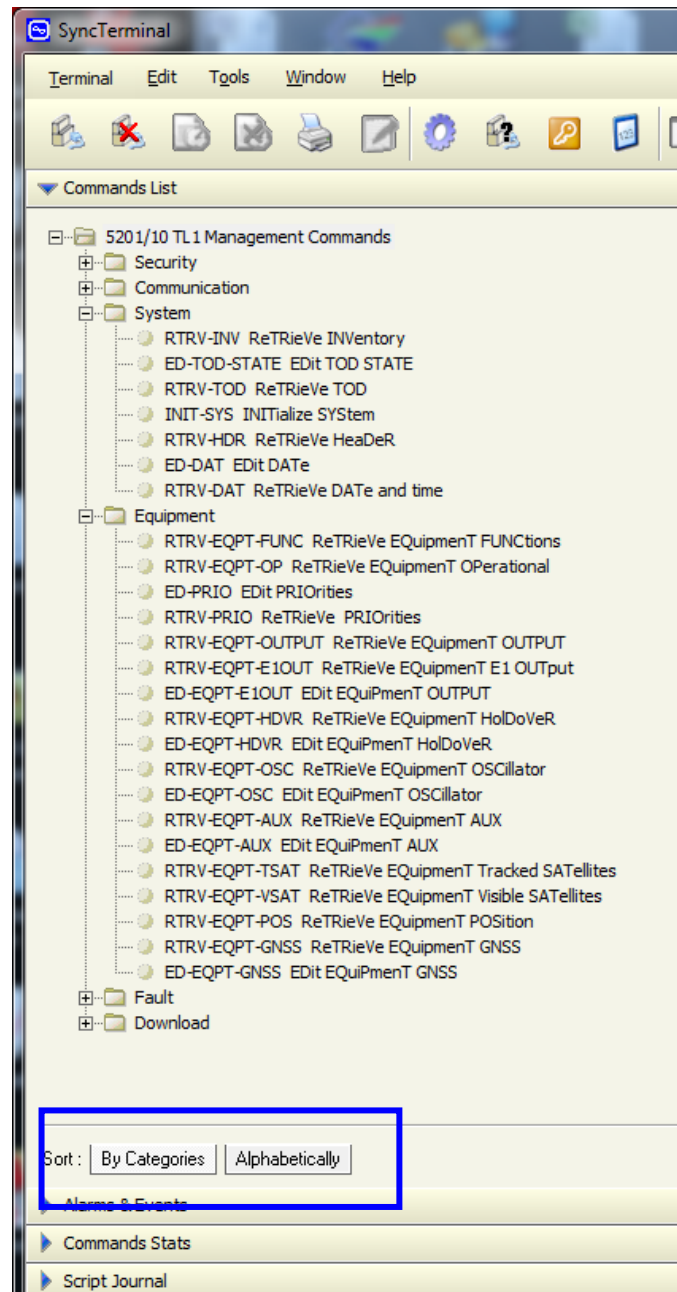 SyncTerminal
Terminal Edit Tools Window Help
123
Commands List
5201/10 TL1 Management Commands
Security
Communication
System
RTRV-INV ReTRieVe INVentory
ED-TOD-STATE EDit TOD STATE
RTRV-TOD ReTRieVe TOD
INIT-SYS INITialize SYStem
RTRV-HDR ReTRieVe HeaDeR
ED-DAT EDit DATe
RTRV-DAT ReTRieVe DATe and time
Equipment
RTRV-EQPT-FUNC ReTRieVe EQuipmenT FUNCtions
RTRV-EQPT-OP ReTRieVe EQuipmenT OPerational
ED-PRIO EDit PRIOrities
RTRV-PRIO ReTRieVe PRIOrities
RTRV-EQPT-OUTPUT ReTRieVe EQuipmenT OUTPUT
RTRV-EQPT-E1OUT ReTRieVe EQuipmenT E1 OUTput
ED-EQPT-E1OUT EDit EQuiPmenT OUTPUT
RTRV-EQPT-HDVR ReTRieVe EQuipmenT HolDoVeR
ED-EQPT-HDVR EDit EQuiPmenT HolDoVeR
RTRV-EQPT-OSC ReTRieVe EQuipmenT OSCillator
ED-EQPT-OSC EDit EQuiPmenT OSCillator
RTRV-EQPT-AUX ReTRieVe EQuipmenT AUX
ED-EQPT-AUX EDit EQuiPmenT AUX
RTRV-EQPT-TSAT ReTRieVe EQuipmenT Tracked SATellites
RTRV-EQPT-VSAT ReTRieVe EQuipmenT Visible SATellites
RTRV-EQPT-POS ReTRieVe EQuipmenT POSition
RTRV-EQPT-GNSS ReTRieVe EQuipmenT GNSS
ED-EQPT-GNSS EDit EQuiPmenT GNSS
Fault
Download
Sort : By Categories Alphabetically
Alarms & Events
Commands Stats
Script Journal